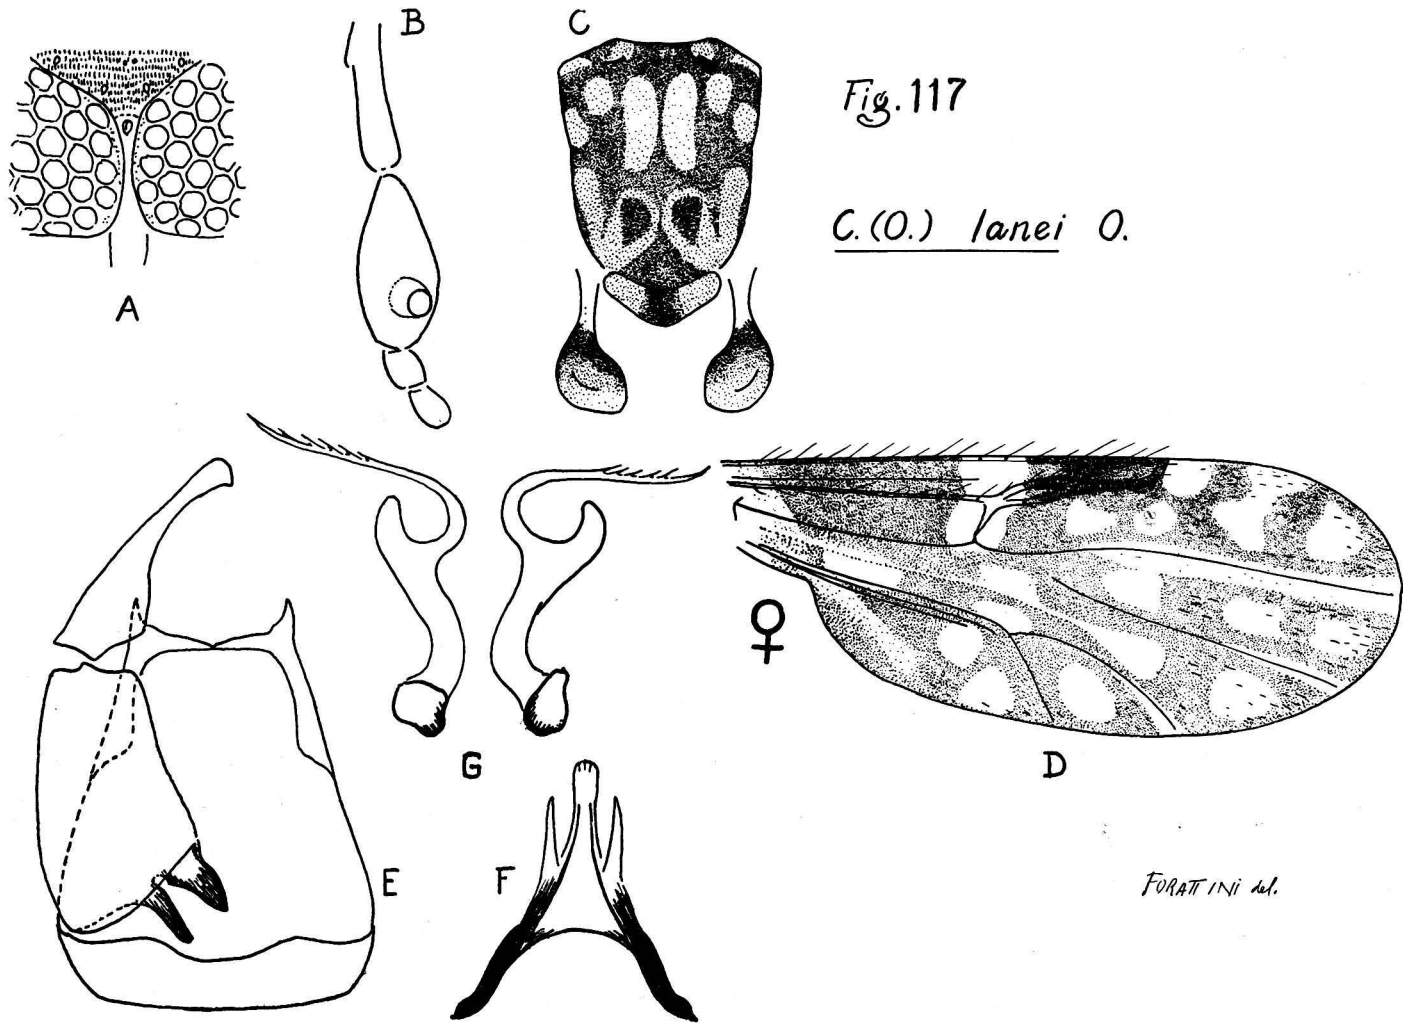 A
B
C
Fig. 117
C. (O.) lanei O.
♀
D
G
E
F
FORATTINI del.